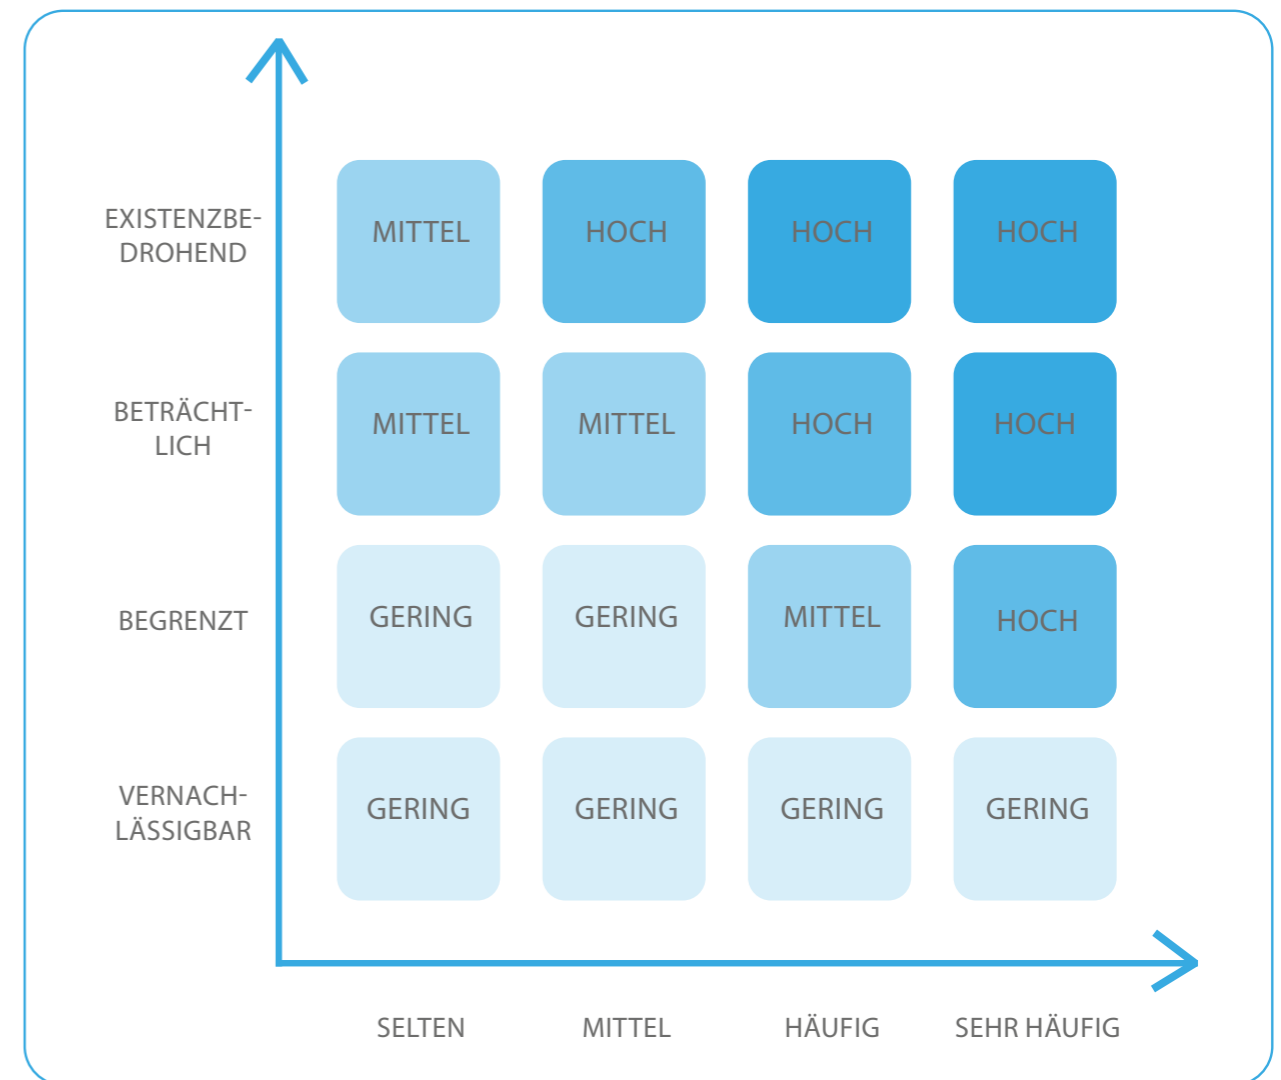 EXISTENZBE-
DROHEND
MITTEL
HOCH
HOCH
HOCH
BETRÄCHT-
LICH
MITTEL
MITTEL
HOCH
HOCH
BEGRENZT
GERING
GERING
MITTEL
HOCH
VERNACH-
LÄSSIGBAR
GERING
GERING
GERING
GERING
SELTEN
MITTEL
HÄUFIG
SEHR HÄUFIG